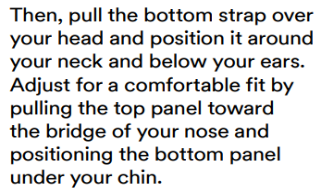 Then, pull the bottom strap over
your head and position it around
your neck and below your ears.
Adjust for a comfortable fit by
pulling the top panel toward
the bridge of your nose and
positioning the bottom panel
under your chin.